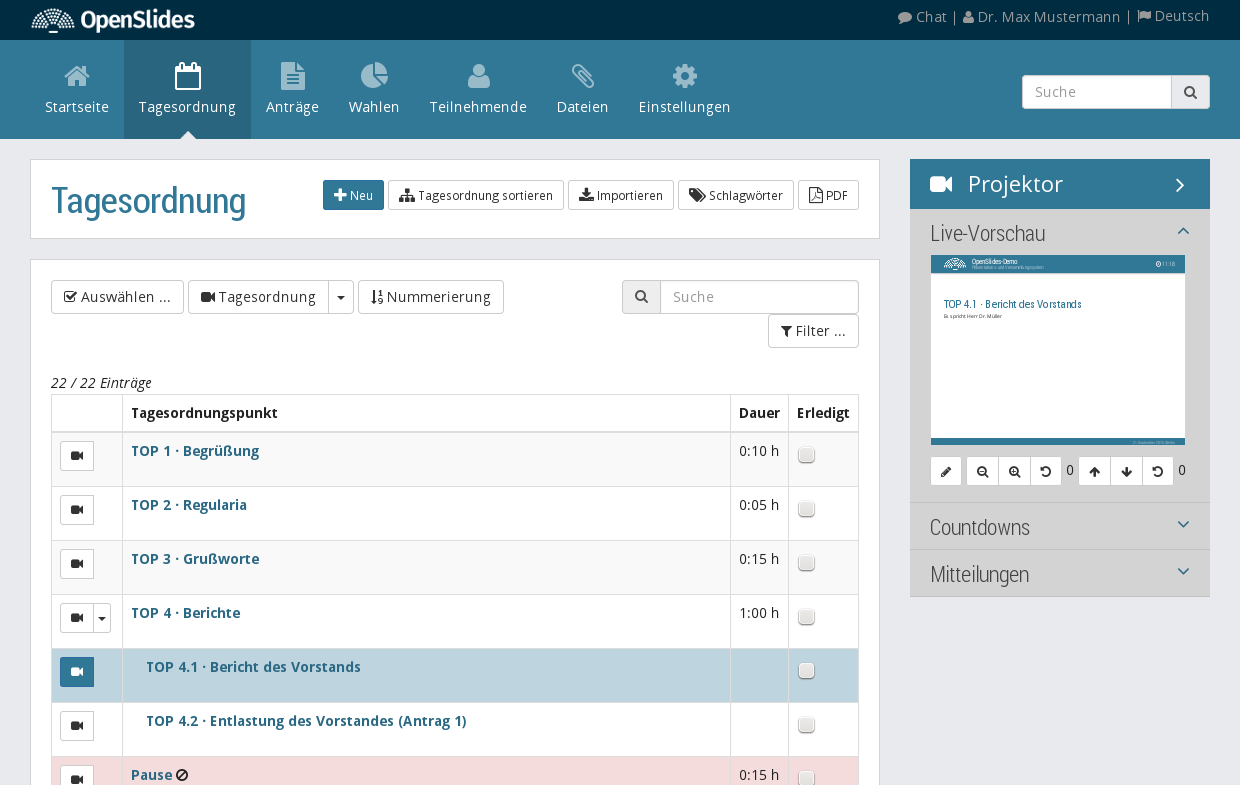 OpenSlides
Chat | Dr. Max Mustermann | Deutsch
Startseite Tagesordnung Anträge Wahlen Teilnehmende Dateien Einstellungen
Suche
Tagesordnung
Neu Tagesordnung sortieren Importieren Schlagwörter PDF
Auswählen ... Tagesordnung Nummerierung
Suche
Filter ...
22 / 22 Einträge
Tagesordnungspunkt Dauer Erledigt
TOP 1 · Begrüßung 0:10 h
TOP 2 · Regularia 0:05 h
TOP 3 · Grußworte 0:15 h
TOP 4 · Berichte 1:00 h
TOP 4.1 · Bericht des Vorstands
TOP 4.2 · Entlastung des Vorstandes (Antrag 1)
Pause 0:15 h
Projektor
Live-Vorschau
OpenSlides-Demo
11:18
TOP 4.1 · Bericht des Vorstands
Es spricht Herr Dr. Müller
0 0
Countdowns
Mitteilungen